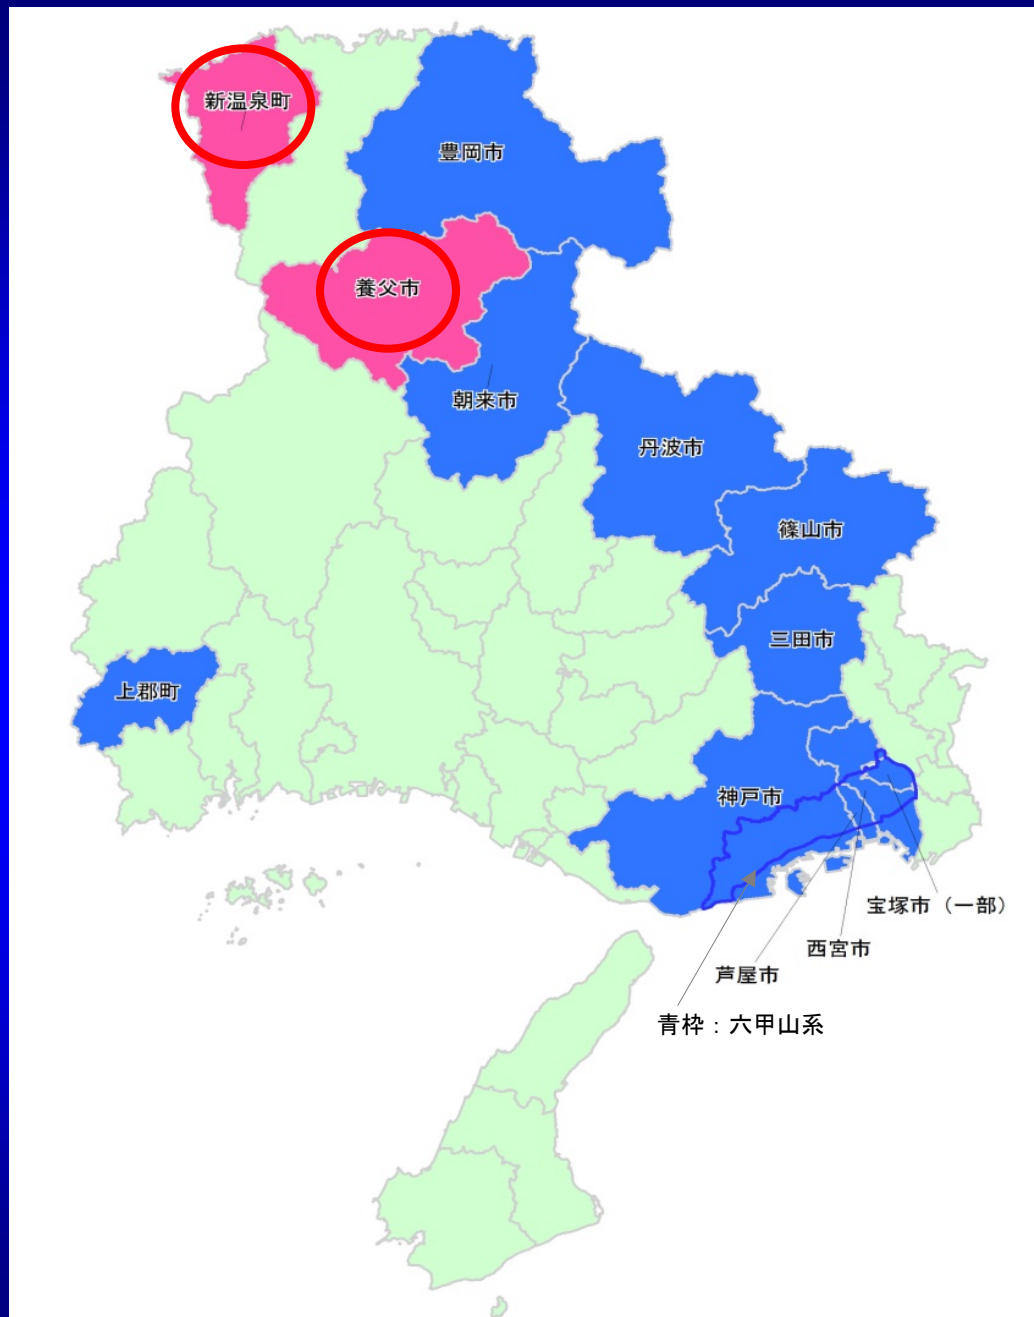 新温泉町
豊岡市
養父市
朝来市
丹波市
篠山市
三田市
上郡町
神戸市
宝塚市（一部）
西宮市
芦屋市
青枠：六甲山系